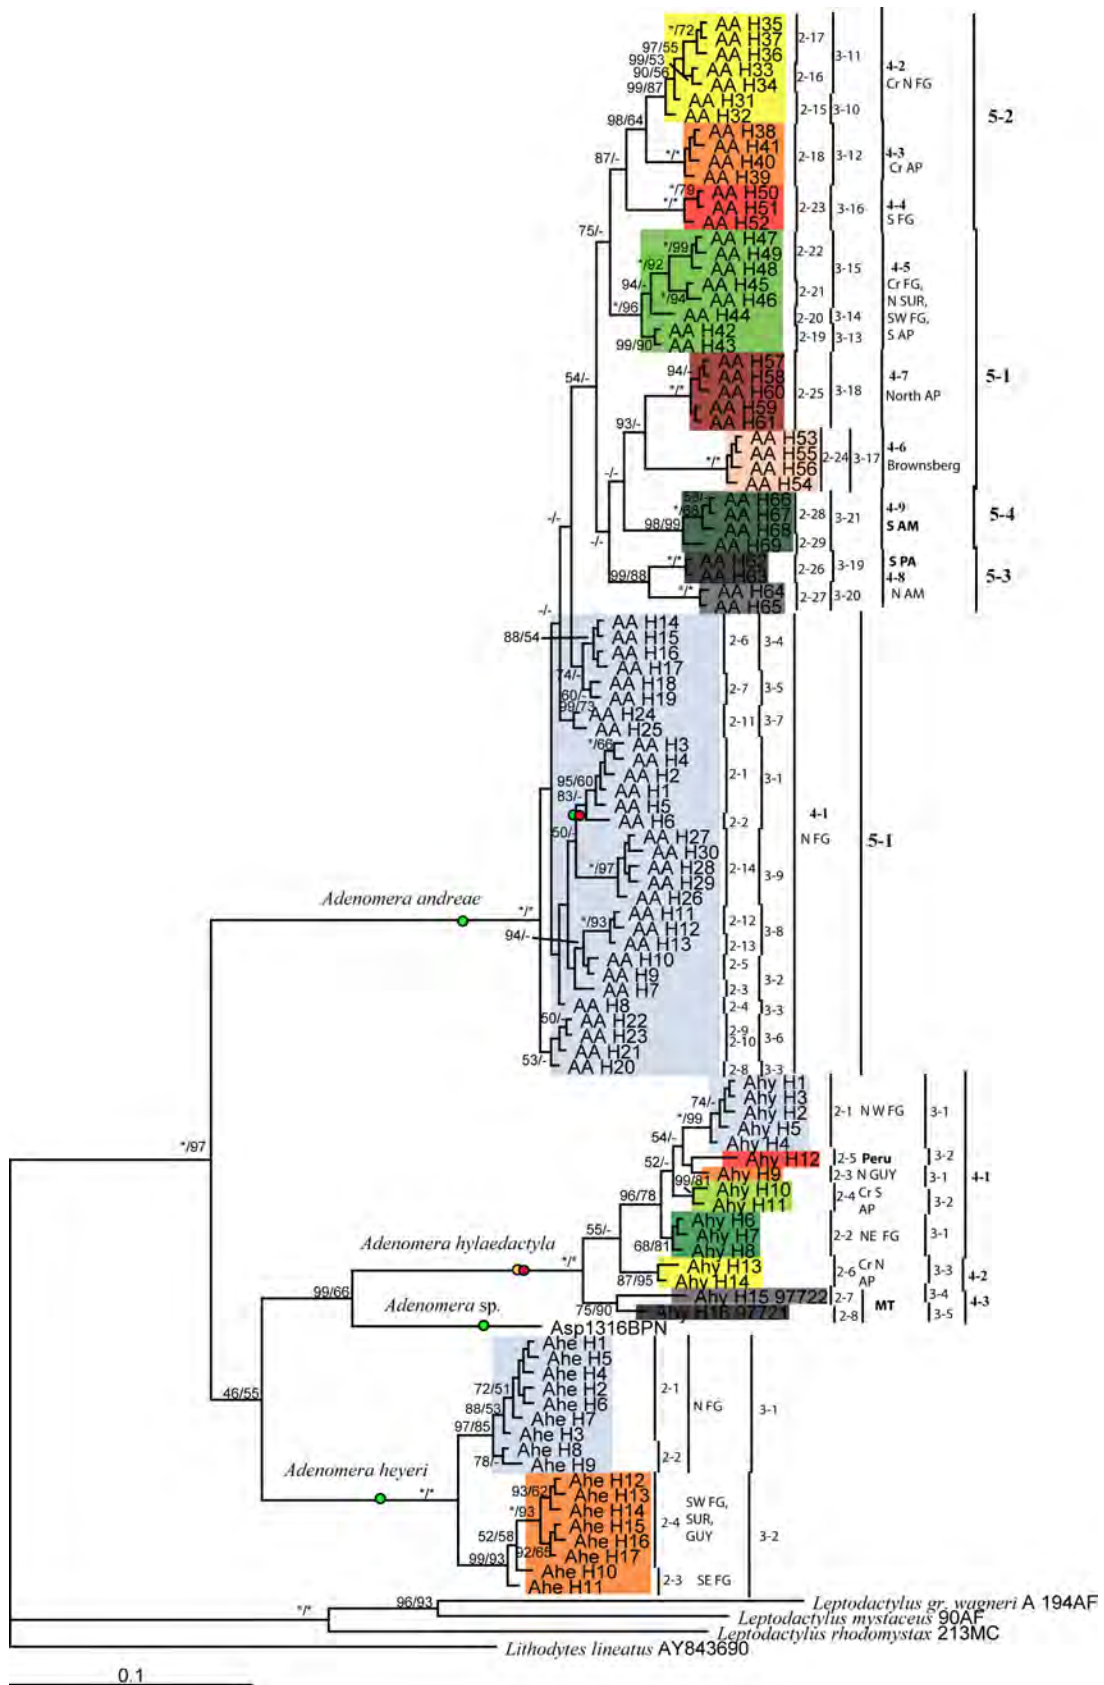 */72
97/55
99/53
90/56
99/87
98/64
87/-
*/*
*/79
*/*
75/-
*/99
*/92
94/-
*/94
*/96
99/90
54/-
94/-
*/*
93/-
*/*
-/-
*/88
98/99
-/-
-/-
*/*
99/88
*/*
-/-
88/54
74/-
60/-
99/73
*/66
95/60
83/-
50/-
*/97
*/93
94/-
50/-
53/-
AA H35
AA H37
AA H36
AA H33
AA H34
AA H31
AA H32
AA H38
AA H41
AA H40
AA H39
AA H50
AA H51
AA H52
AA H47
AA H49
AA H48
AA H45
AA H46
AA H44
AA H42
AA H43
AA H57
AA H58
AA H60
AA H59
AA H61
AA H53
AA H55
AA H56
AA H54
AA H66
AA H67
AA H68
AA H69
AA H62
AA H63
AA H64
AA H65
AA H14
AA H15
AA H16
AA H17
AA H18
AA H19
AA H24
AA H25
AA H3
AA H4
AA H2
AA H1
AA H5
AA H6
AA H27
AA H30
AA H28
AA H29
AA H26
AA H11
AA H12
AA H13
AA H10
AA H9
AA H7
AA H8
AA H22
AA H23
AA H21
AA H20
2-17
2-16
2-15
2-18
2-23
2-22
2-21
2-20
2-19
2-25
2-24
2-28
2-29
2-26
2-27
2-6
2-7
2-11
2-1
2-2
2-14
2-12
2-13
2-5
2-3
2-4
2-9
2-10
2-8
3-11
3-10
3-12
3-16
3-15
3-14
3-13
3-18
3-17
3-21
3-19
3-20
3-4
3-5
3-7
3-1
3-9
3-8
3-2
3-3
3-6
3-3
4-2
Cr N FG
4-3
Cr AP
4-4
S FG
4-5
Cr FG,
N SUR,
SW FG,
S AP
4-7
North AP
4-6
Brownsberg
4-9
S AM
S PA
4-8
N AM
4-1
N FG
5-2
5-1
5-4
5-3
5-1
Adenomera andreae
*/*
*/97
Ahy H1
Ahy H3
Ahy H2
Ahy H5
Ahy H4
Ahy H12
Ahy H9
Ahy H10
Ahy H11
Ahy H6
Ahy H7
Ahy H8
Ahy H13
Ahy H14
Ahy H15 97722
Ahy H16 97721
74/-
*/99
54/-
52/-
99/81
96/78
68/81
55/-
87/95
75/90
2-1 N W FG
2-5 Peru
2-3 N GUY
2-4 Cr S
AP
2-2 NE FG
2-6 Cr N
AP
2-7
MT
2-8
3-1
3-2
3-1
3-2
3-1
3-3
3-4
3-5
4-1
4-2
4-3
Adenomera hylaedactyla
*/*
99/66
Adenomera sp.
Asp1316BPN
46/55
Ahe H1
Ahe H5
Ahe H4
Ahe H2
Ahe H6
Ahe H7
Ahe H3
Ahe H8
Ahe H9
Ahe H12
Ahe H13
Ahe H14
Ahe H15
Ahe H16
Ahe H17
Ahe H10
Ahe H11
72/51
88/53
97/85
78/-
93/62
*/93
52/58
92/65
99/93
2-1
N FG
2-2
2-4
SW FG,
SUR,
GUY
2-3 SE FG
3-1
3-2
Adenomera heyeri
*/*
96/93
*/*
Leptodactylus gr. wagneri A 194AF
Leptodactylus mystaceus 90AF
Leptodactylus rhodomystax 213MC
Lithodytes lineatus AY843690
0.1